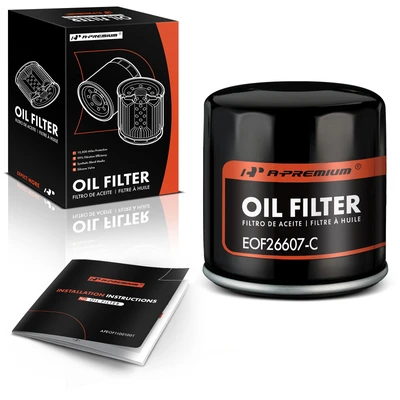 A-PREMIUM
OIL FILTER
FILTRO DE ACEITE | FILTRE À HUILE
A-PREMIUM®
OIL FILTER
FILTRO DE ACEITE | FILTRE À HUILE
EOF26607-C
A-PREMIUM
INSTALLATION INSTRUCTIONS
OIL FILTER